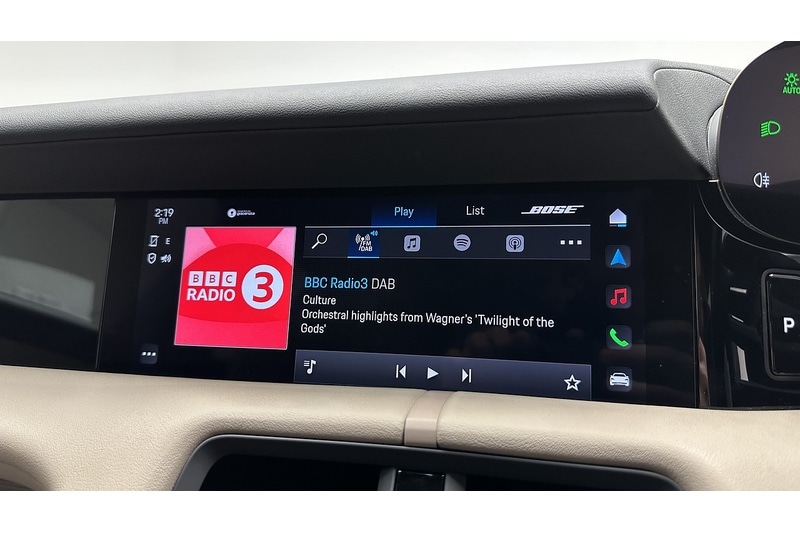 AUTO
2:19
PM
Play
List
BOSE
E
FM
/DAB
BBC
RADIO 3
BBC Radio3 DAB
Culture
Orchestral highlights from Wagner's 'Twilight of the
Gods'
P